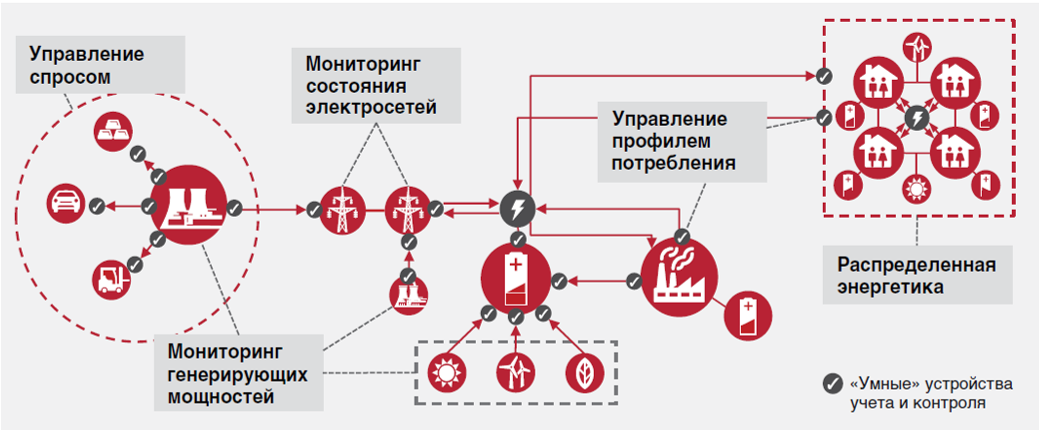 Управление
спросом
Мониторинг
состояния
электросетей
Управление
профилем
потребления
Распределенная
энергетика
Мониторинг
генерирующих
мощностей
«Умные» устройства
учета и контроля